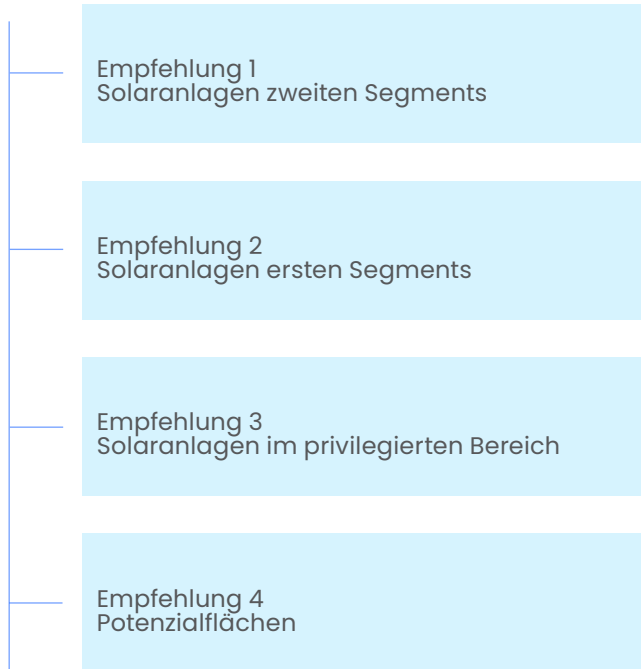 Empfehlung 1
Solaranlagen zweiten Segments
Empfehlung 2
Solaranlagen ersten Segments
Empfehlung 3
Solaranlagen im privilegierten Bereich
Empfehlung 4
Potenzialflächen